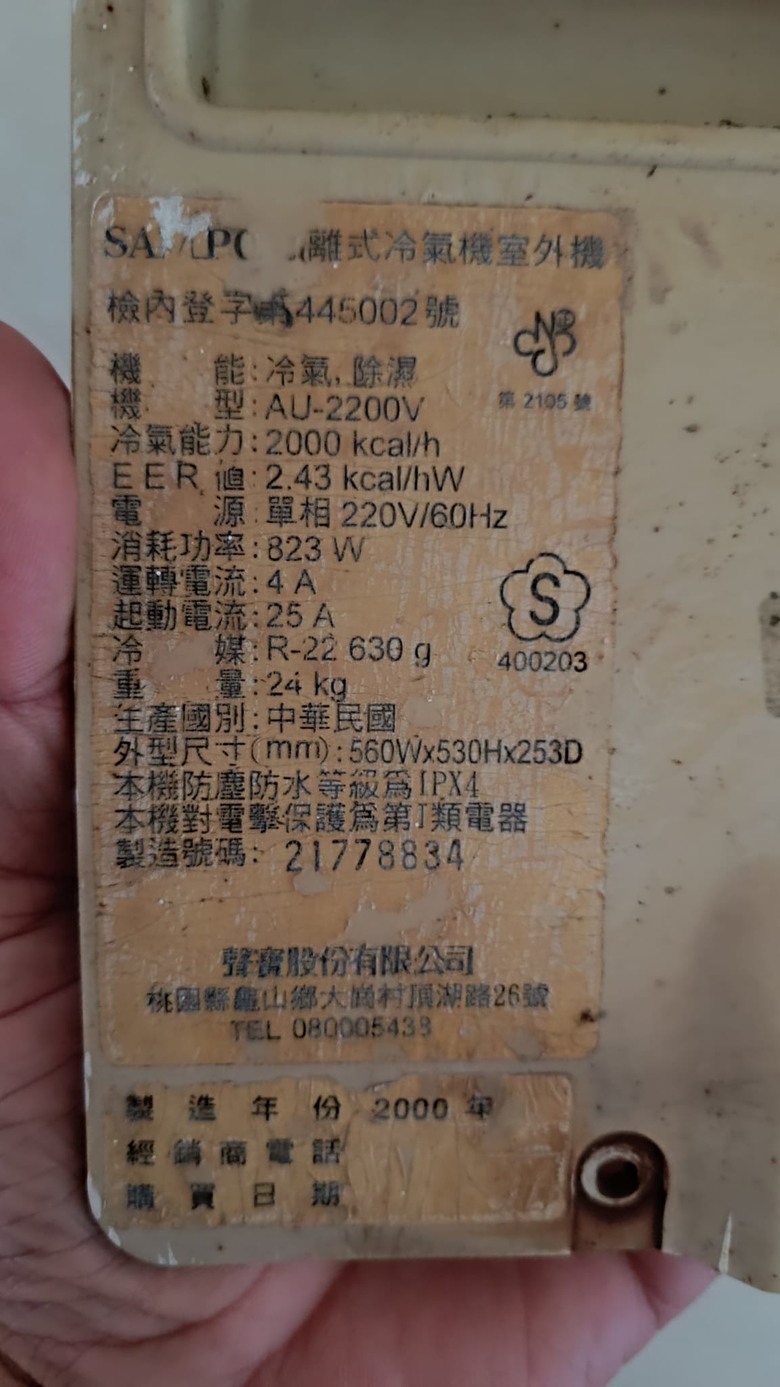 離式冷氣機室外機
檢內登字第445002號
第 2105 號
機 能:冷氣, 除濕
機 型:AU-2200V
冷氣能力:2000 kcal/h
EER 值:2.43 kcal/hW
電 源:單相 220V/60Hz
消耗功率:823 W
運轉電流:4 A
起動電流:25 A
S
400203
冷 媒:R-22 630 g
重 量:24 kg
生產國別:中華民國
外型尺寸(mm):560Wx530Hx253D
本機防塵防水等級爲IPX4
本機對電擊保護爲第I類電器
製造號碼: 21778834
聲寶股份有限公司
桃園縣龜山鄉大崗村頂湖路26號
TEL 080005438
製造年份 2000 年
經銷商電話
購買日期